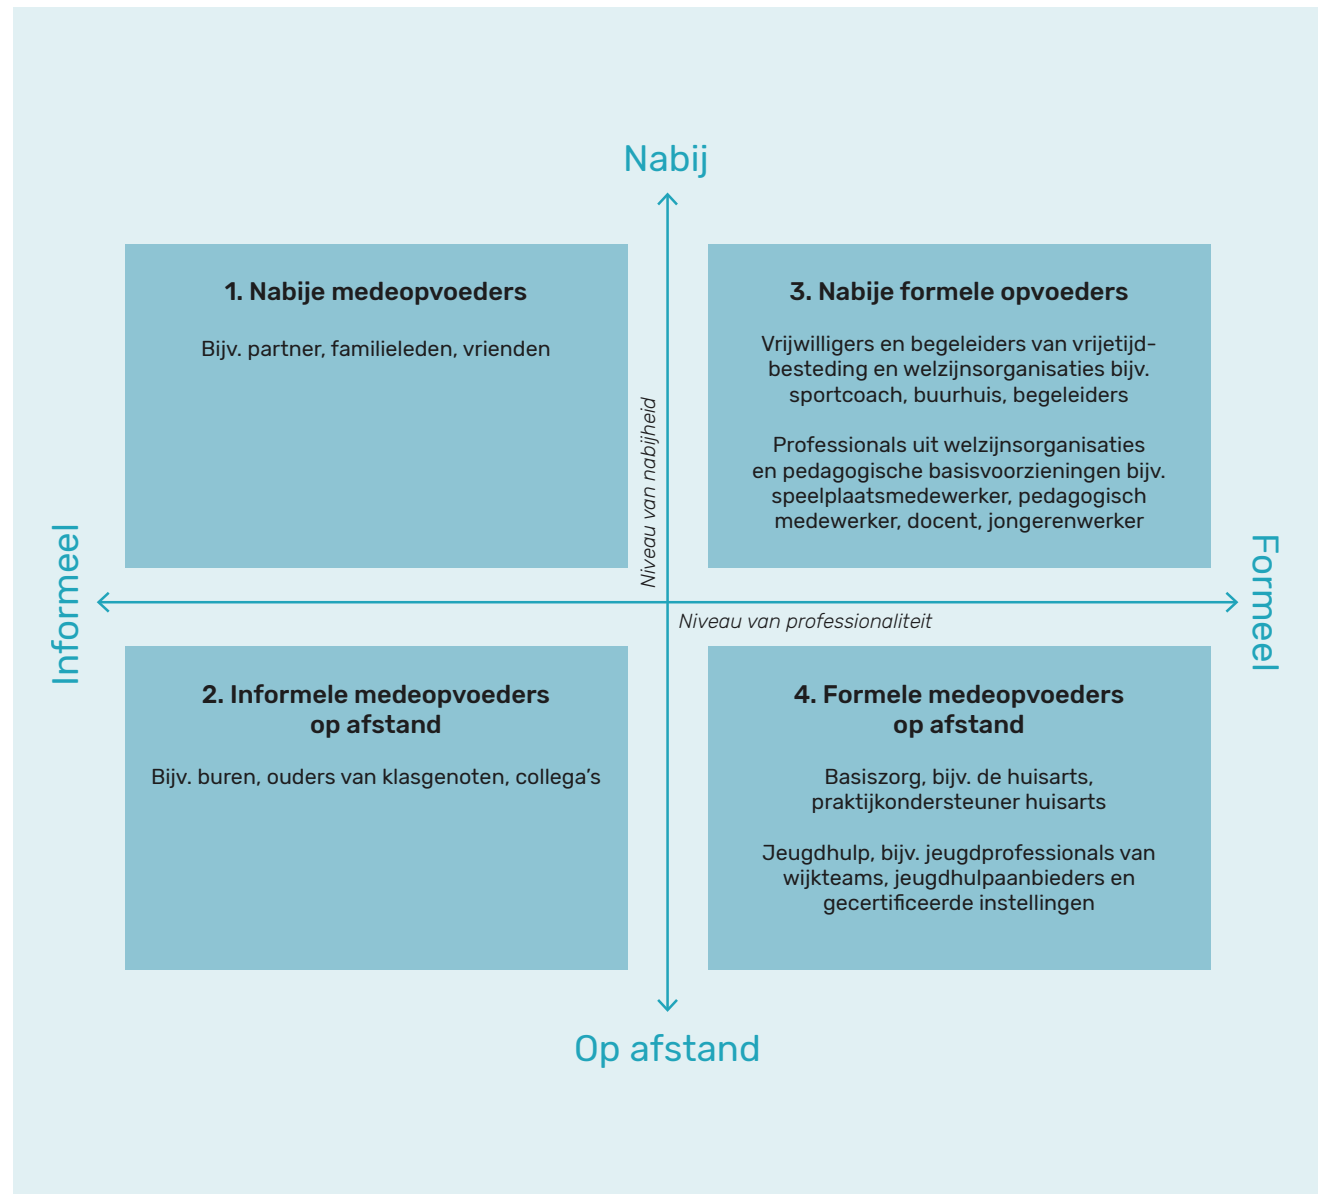 Nabij
1. Nabije medeopvoeders
Bijv. partner, familieleden, vrienden
3. Nabije formele opvoeders
Vrijwilligers en begeleiders van vrijetijd-
besteding en welzijnsorganisaties bijv.
sportcoach, buurhuis, begeleiders
Professionals uit welzijnsorganisaties
en pedagogische basisvoorzieningen bijv.
speelplaatsmedewerker, pedagogisch
medewerker, docent, jongerenwerker
Niveau van nabijheid
Informeel
Formeel
Niveau van professionaliteit
2. Informele medeopvoeders
op afstand
Bijv. buren, ouders van klasgenoten, collega’s
4. Formele medeopvoeders
op afstand
Basiszorg, bijv. de huisarts,
praktijkondersteuner huisarts
Jeugdhulp, bijv. jeugdprofessionals van
wijkteams, jeugdhulpaanbieders en
gecertificeerde instellingen
Op afstand